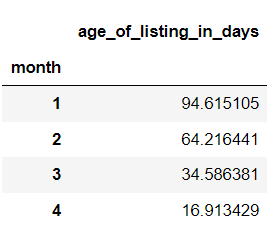 age_of_listing_in_days
month
1 94.615105
2 64.216441
3 34.586381
4 16.913429